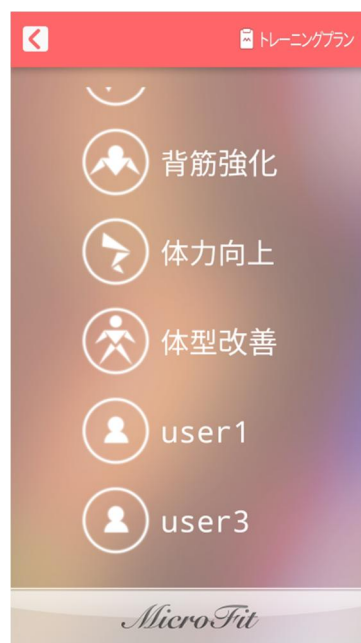 トレーニングプラン
背筋強化
体力向上
体型改善
user1
user3
MicroFit